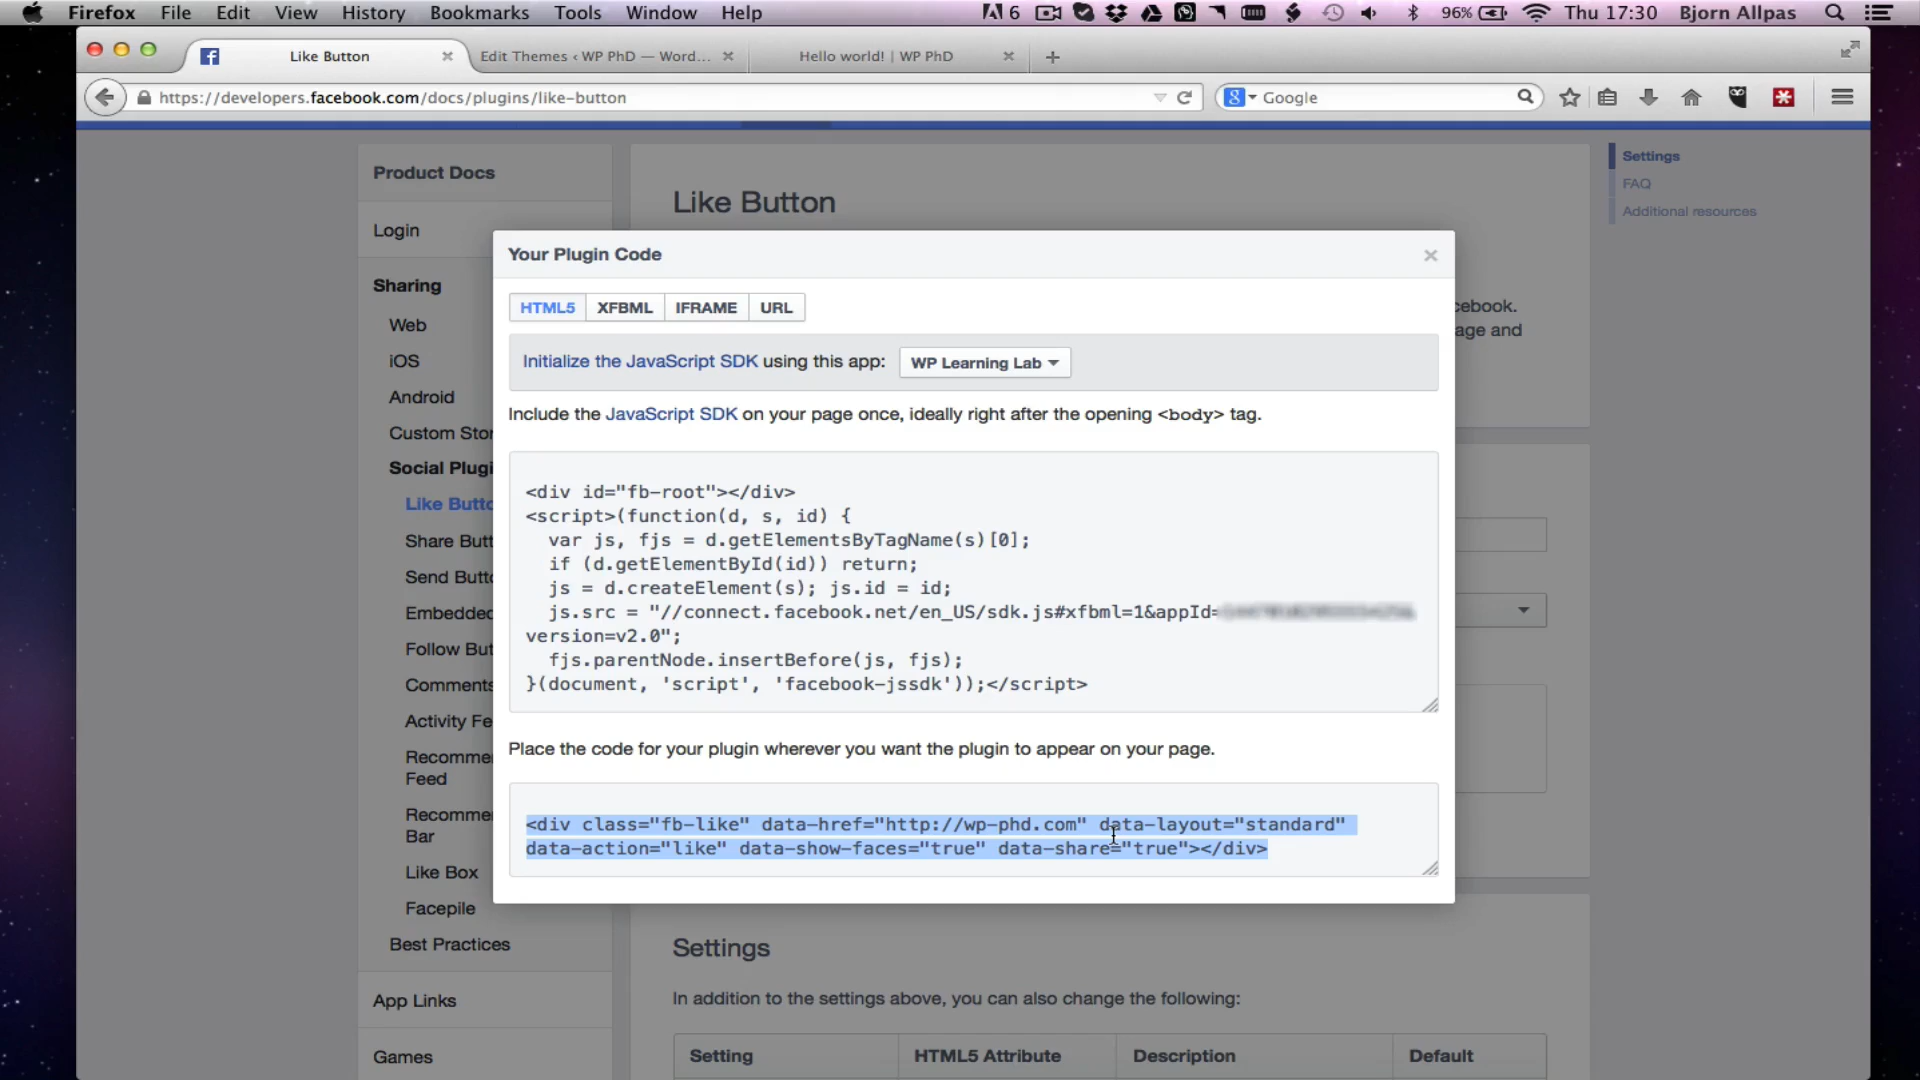 Firefox File Edit View History Bookmarks Tools Window Help 6 96% Thu 17:30 Bjorn Allpas
Like Button
Edit Themes ‹ WP PhD — Word...
Hello world! | WP PhD
https://developers.facebook.com/docs/plugins/like-button
Google
Product Docs
Login
Sharing
Web
iOS
Android
Custom Stor
Social Plugi
Like Butto
Share Butt
Send Butto
Embedded
Follow But
Comments
Activity Fe
Recomme
Feed
Recomme
Bar
Like Box
Facepile
Best Practices
App Links
Games
Like Button
cebook.
age and
Settings
FAQ
Additional resources
Your Plugin Code
HTML5 XFBML IFRAME URL
Initialize the JavaScript SDK using this app: WP Learning Lab
Include the JavaScript SDK on your page once, ideally right after the opening <body> tag.
<div id="fb-root"></div>
<script>(function(d, s, id) {
var js, fjs = d.getElementsByTagName(s)[0];
if (d.getElementById(id)) return;
js = d.createElement(s); js.id = id;
js.src = "//connect.facebook.net/en_US/sdk.js#xfbml=1&appId=
version=v2.0";
fjs.parentNode.insertBefore(js, fjs);
}(document, 'script', 'facebook-jssdk'));</script>
Place the code for your plugin wherever you want the plugin to appear on your page.
<div class="fb-like" data-href="http://wp-phd.com" data-layout="standard"
data-action="like" data-show-faces="true" data-share="true"></div>
Settings
In addition to the settings above, you can also change the following:
Setting HTML5 Attribute Description Default